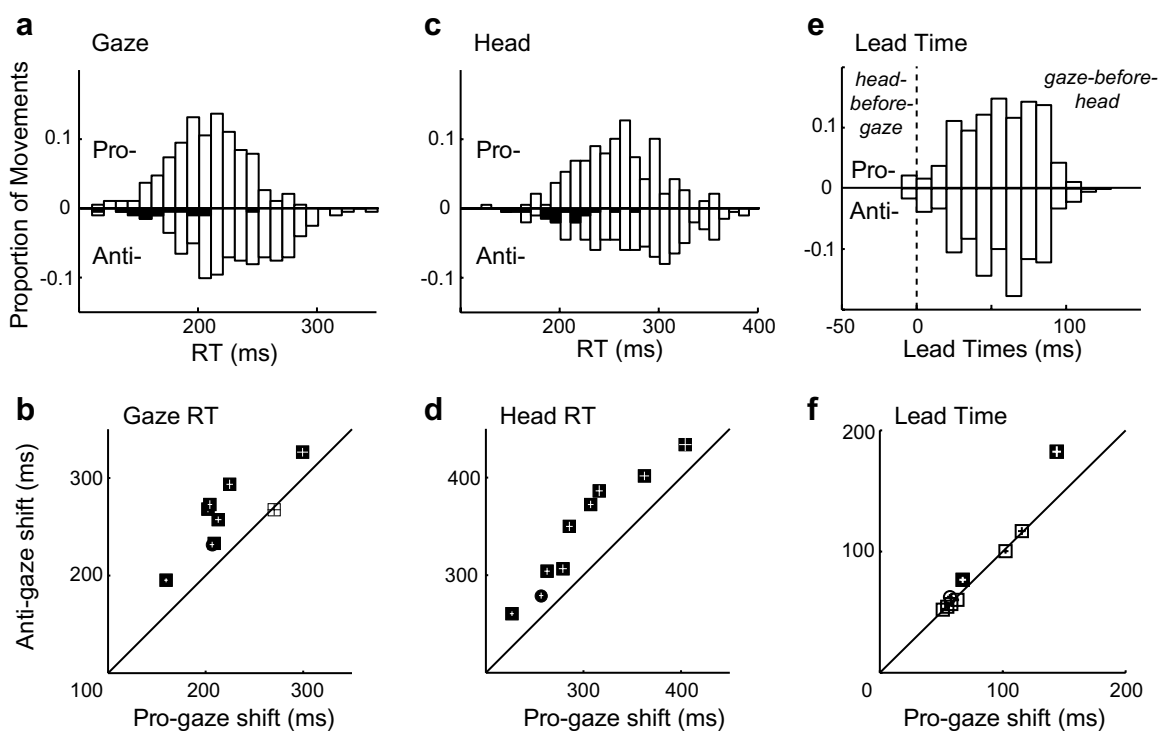 a
Gaze
Proportion of Movements
0.1
0
-0.1
Pro-
Anti-
200
300
RT (ms)
c
Head
0.1
0
-0.1
Pro-
Anti-
200
300
400
RT (ms)
e
Lead Time
head-
before-
gaze
gaze-before-
head
0.1
0
-0.1
Pro-
Anti-
-50
0
100
Lead Times (ms)
b
Gaze RT
Anti-gaze shift (ms)
300
200
100
200
300
Pro-gaze shift (ms)
d
Head RT
400
300
300
400
Pro-gaze shift (ms)
f
Lead Time
200
100
0
100
200
Pro-gaze shift (ms)